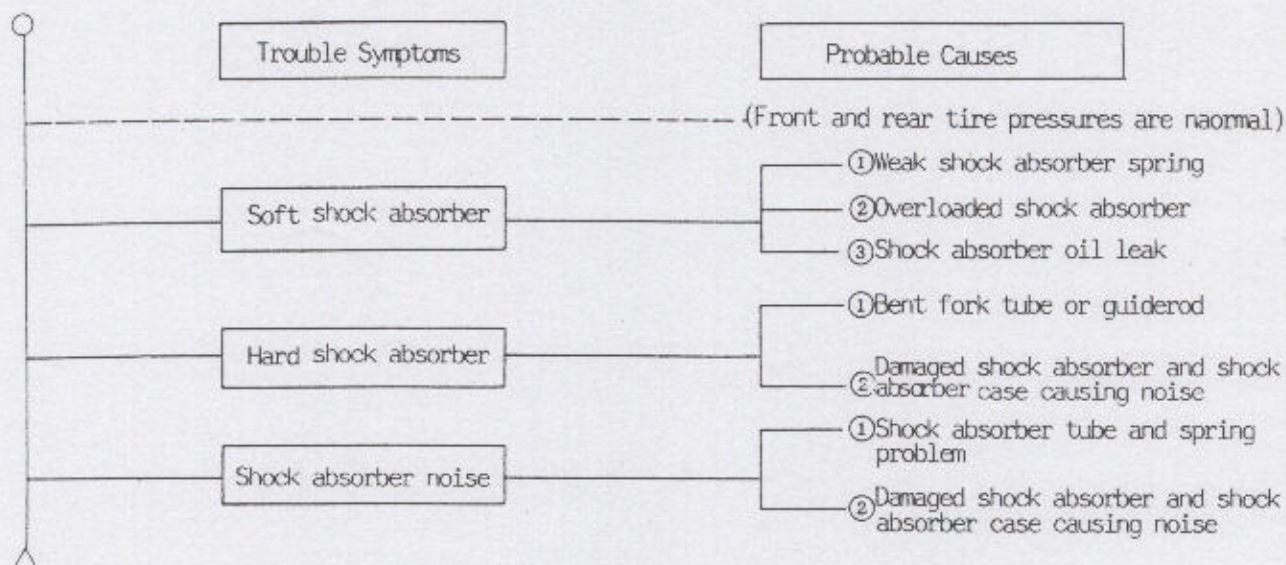 Trouble Symptoms
Probable Causes
(Front and rear tire pressures are naormal)
Soft shock absorber
①Weak shock absorber spring
②Overloaded shock absorber
③Shock absorber oil leak
Hard shock absorber
①Bent fork tube or guiderod
②Damaged shock absorber and shock
absorber case causing noise
Shock absorber noise
①Shock absorber tube and spring
problem
②Damaged shock absorber and shock
absorber case causing noise